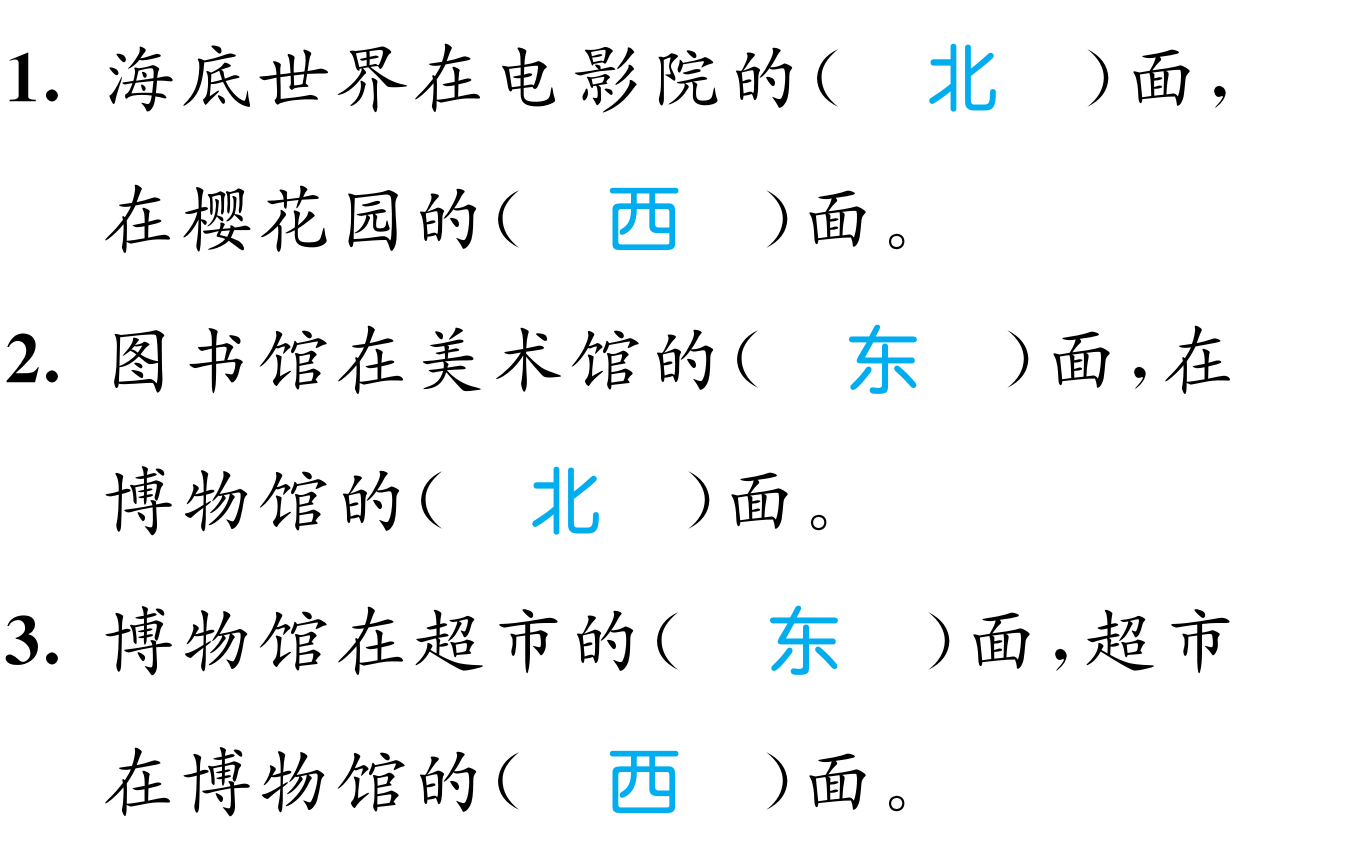 1. 海底世界在电影院的( 北 )面,
在樱花园的( 西 )面。
2. 图书馆在美术馆的( 东 )面,在
博物馆的( 北 )面。
3. 博物馆在超市的( 东 )面,超市
在博物馆的( 西 )面。